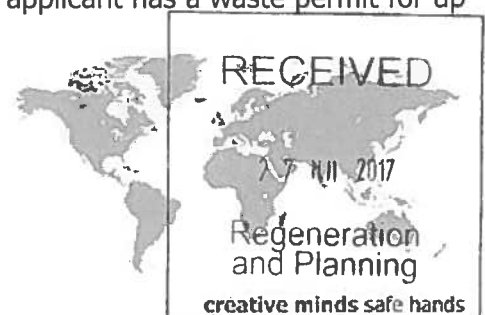 applicant has a waste permit for up
RECEIVED
2017
Regeneration
and Planning
creative minds safe hands